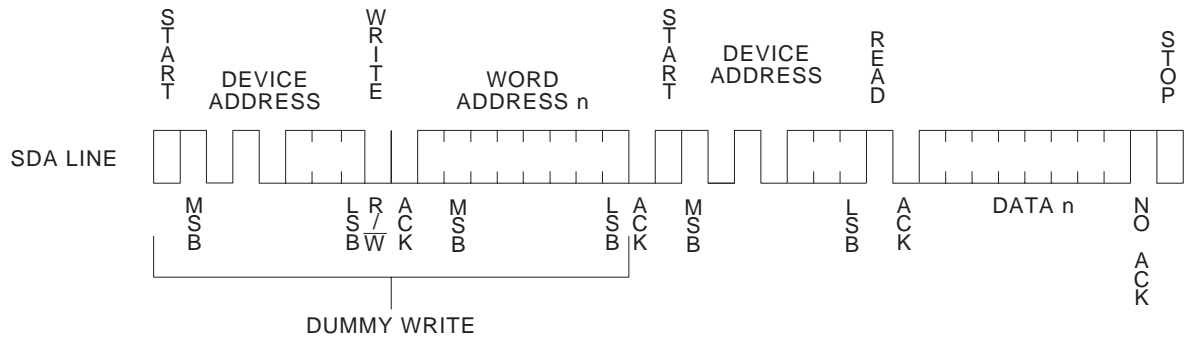 START
WRITE
START
READ
STOP
DEVICE
ADDRESS
WORD
ADDRESS n
DEVICE
ADDRESS
SDA LINE
MSB
LSB
R/W
ACK
MSB
LSB
ACK
MSB
LSB
ACK
DATA n
NO ACK
DUMMY WRITE